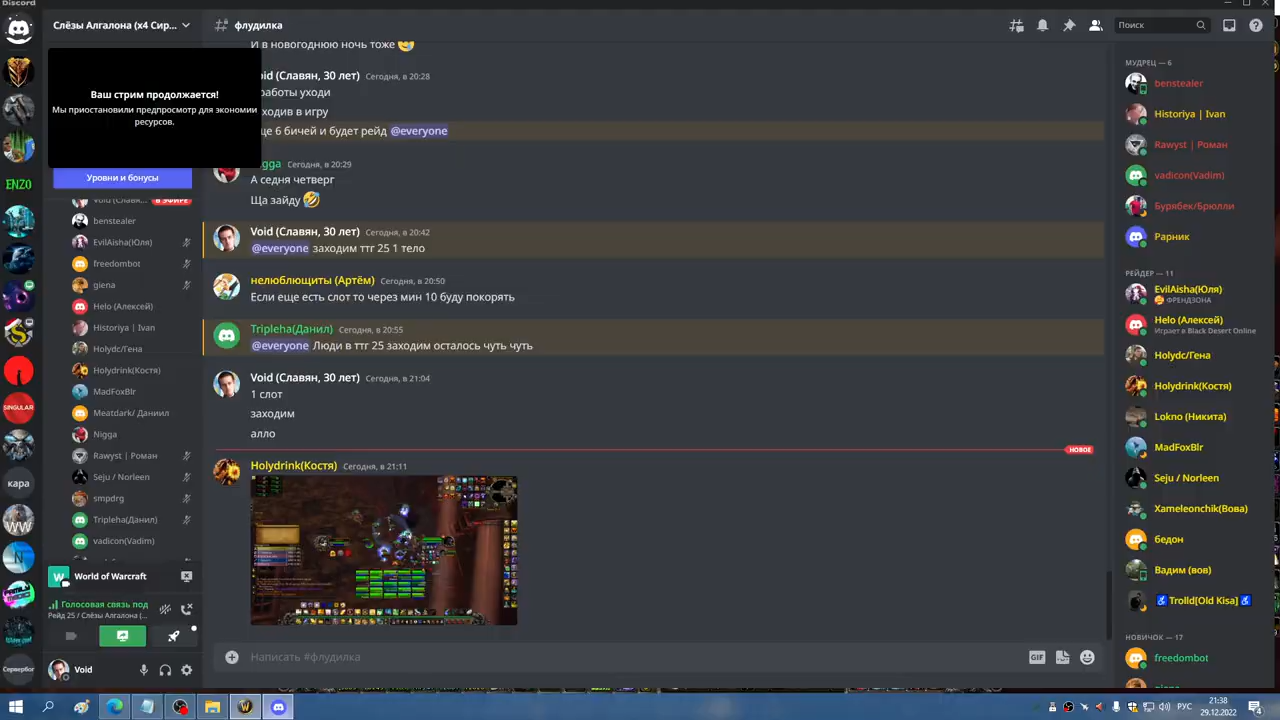 Discord
Слёзы Алгалона (x4 Сир...
флудилка
Поиск
Ваш стрим продолжается!
Мы приостановили предпросмотр для экономии
ресурсов.
Уровни и бонусы
В ЭФИРЕ
benstealer
EvilAisha(Юля)
freedombot
giena
Helo (Алексей)
Historiya | Ivan
Holydc/Гена
Holydrink(Костя)
MadFoxBlr
Meatdark/ Даниил
Nigga
Rawyst | Роман
Seju / Norleen
smpdrg
Tripleha(Данил)
vadicon(Vadim)
World of Warcraft
Голосовая связь под
Рейд 25 / Слёзы Алгалона (...
Void
ENZO
SINGULAR
кара
Сервербог
И в новогоднюю ночь тоже
oid (Славян, 30 лет) Сегодня, в 20:28
работы уходи
ходив в игру
ще 6 бичей и будет рейд @everyone
igga Сегодня, в 20:29
А седня четверг
Ща зайду
Void (Славян, 30 лет) Сегодня, в 20:42
@everyone заходим ттг 25 1 тело
нелюблющиты (Артём) Сегодня, в 20:50
Если еще есть слот то через мин 10 буду покорять
Tripleha(Данил) Сегодня, в 20:55
@everyone Люди в ттг 25 заходим осталось чуть чуть
Void (Славян, 30 лет) Сегодня, в 21:04
1 слот
заходим
алло
НОВОЕ
Holydrink(Костя) Сегодня, в 21:11
Написать #флудилка
GIF
МУДРЕЦ — 6
benstealer
Historiya | Ivan
Rawyst | Роман
vadicon(Vadim)
Бурябек/Брюлли
Рарник
РЕЙДЕР — 11
EvilAisha(Юля)
ФРЕНДЗОНА
Helo (Алексей)
Играет в Black Desert Online
Holydc/Гена
Holydrink(Костя)
Lokno (Никита)
MadFoxBlr
Seju / Norleen
Xameleonchik(Вова)
бедон
Вадим (вов)
Trolld[Old Kisa]
НОВИЧОК — 17
freedombot
РУС
21:38
29.12.2022